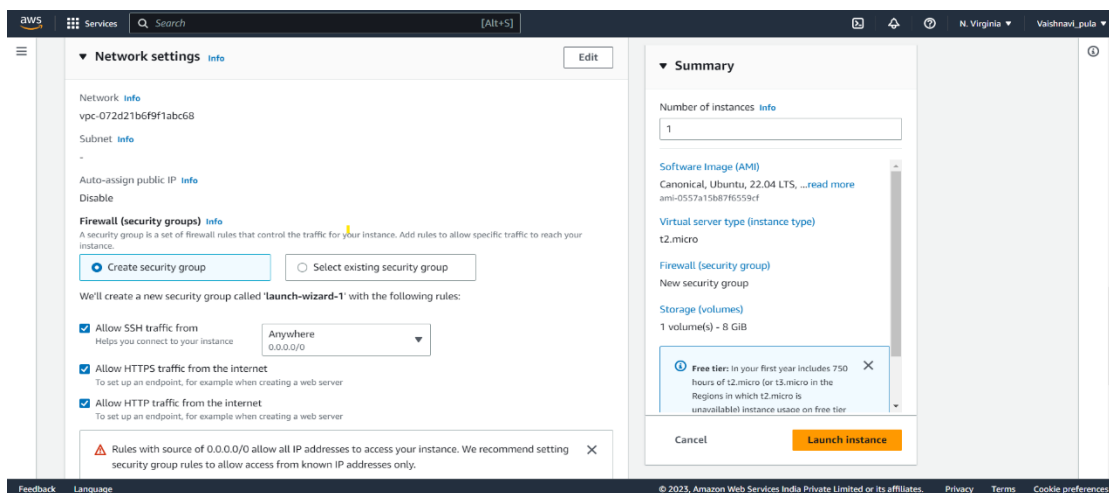 aws
Services
Search
[Alt+S]
N. Virginia
Vaishnavi_pula
Network settings Info
Edit
Network Info
vpc-072d21b6f9f1abc68
Subnet Info
-
Auto-assign public IP Info
Disable
Firewall (security groups) Info
A security group is a set of firewall rules that control the traffic for your instance. Add rules to allow specific traffic to reach your
instance.
Create security group
Select existing security group
We'll create a new security group called 'launch-wizard-1' with the following rules:
Allow SSH traffic from
Helps you connect to your instance
Anywhere
0.0.0.0/0
Allow HTTPS traffic from the internet
To set up an endpoint, for example when creating a web server
Allow HTTP traffic from the internet
To set up an endpoint, for example when creating a web server
Rules with source of 0.0.0.0/0 allow all IP addresses to access your instance. We recommend setting
security group rules to allow access from known IP addresses only.
Summary
Number of instances Info
1
Software Image (AMI)
Canonical, Ubuntu, 22.04 LTS, ...read more
ami-0557a15b87f6559cf
Virtual server type (instance type)
t2.micro
Firewall (security group)
New security group
Storage (volumes)
1 volume(s) - 8 GiB
Free tier: In your first year includes 750
hours of t2.micro (or t3.micro in the
Regions in which t2.micro is
unavailable) instance usage on free tier
Cancel
Launch instance
Feedback
Language
© 2023, Amazon Web Services India Private Limited or its affiliates.
Privacy
Terms
Cookie preferences